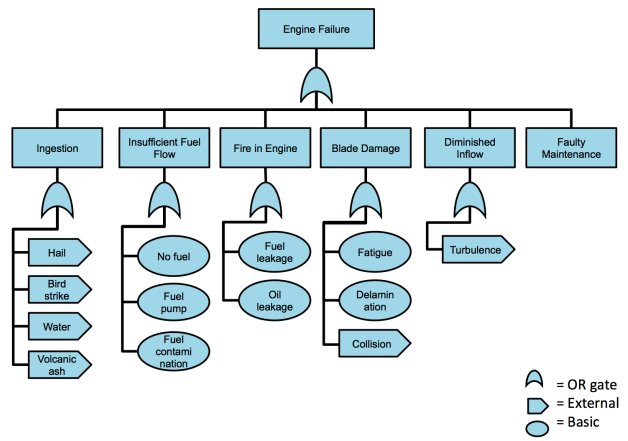 Engine Failure
Ingestion
Insufficient Fuel
Flow
Fire in Engine
Blade Damage
Diminished
Inflow
Faulty
Maintenance
Hail
Bird
strike
Water
Volcanic
ash
No fuel
Fuel
pump
Fuel
contami
nation
Fuel
leakage
Oil
leakage
Fatigue
Delamin
ation
Collision
Turbulence
= OR gate
= External
= Basic